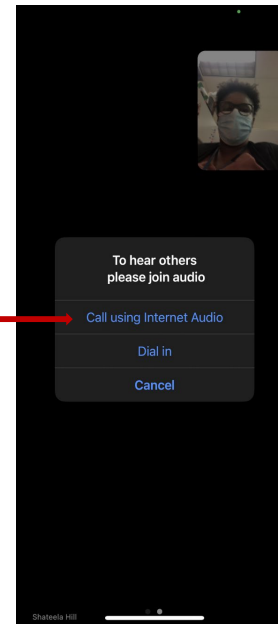 To hear others
please join audio
Call using Internet Audio
Dial in
Cancel
Shateela Hill